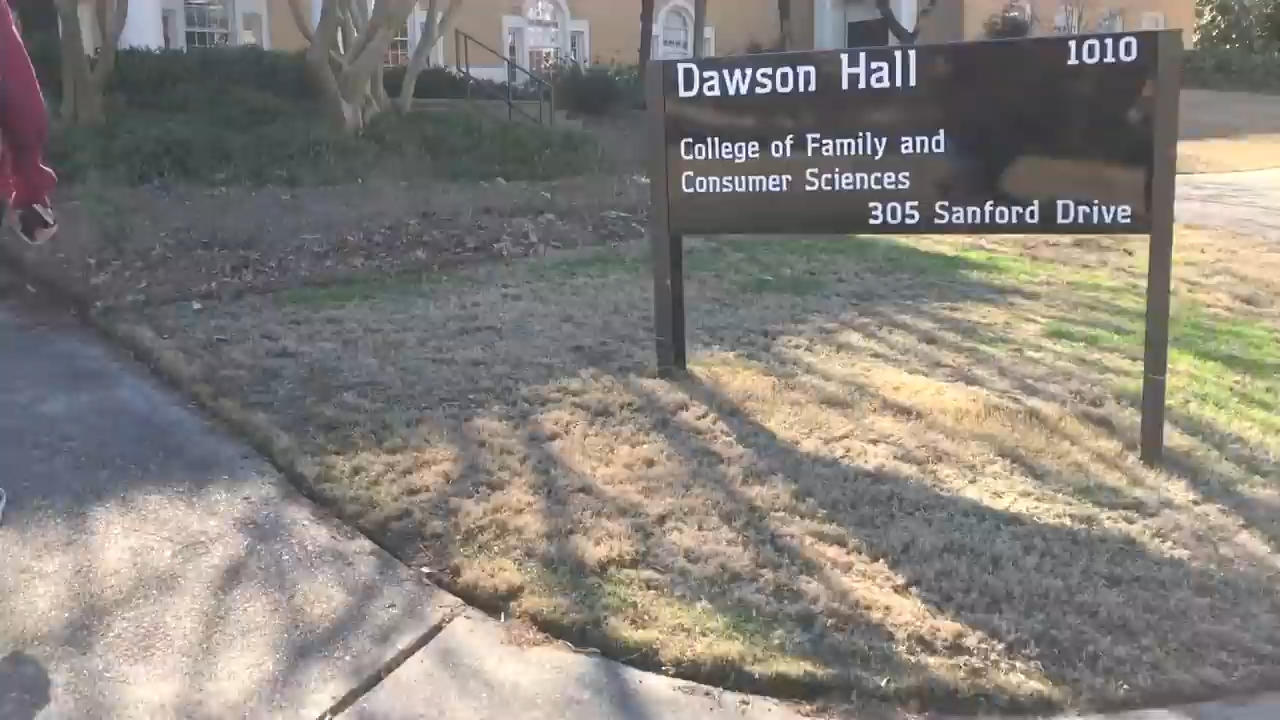 Dawson Hall 1010
College of Family and
Consumer Sciences
305 Sanford Drive